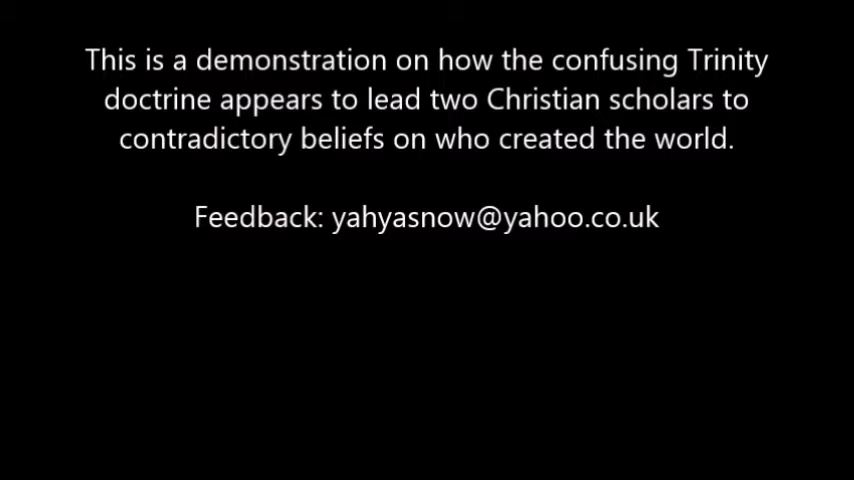 This is a demonstration on how the confusing Trinity
doctrine appears to lead two Christian scholars to
contradictory beliefs on who created the world.
Feedback: yahyasnow@yahoo.co.uk